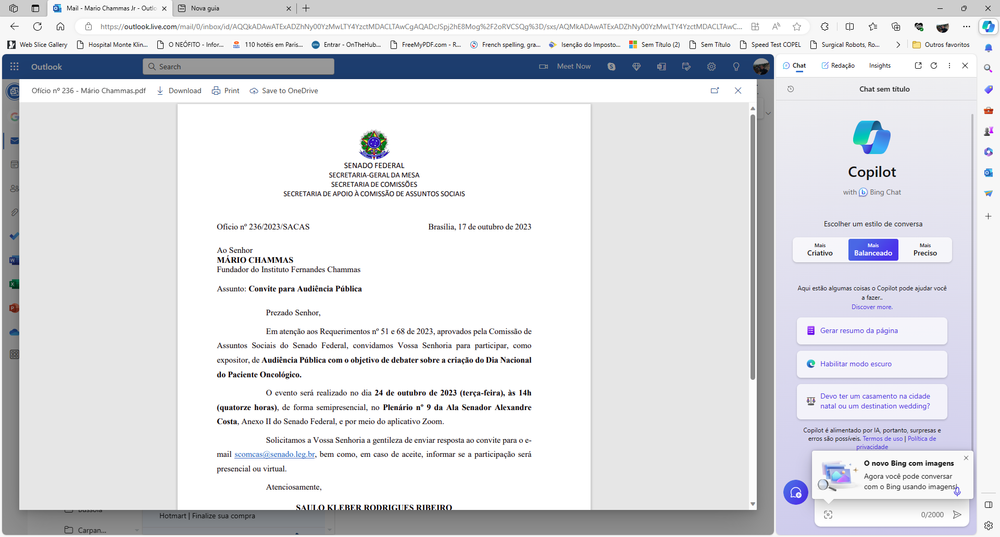 Mail - Mario Chammas Jr - Outlo
Nova guia
https://outlook.live.com/mail/0/inbox/id/AQQkADAwATExADZhNy00YzMwLTY4YzctMDACLTAwCgAQADcJSpj2hE8Mog%2F2oRVCSQg%3D/sxs/AQMkADAwATExADZhNy00YzMwLTY4YzctMDACLTAwC...
Web Slice Gallery
Hospital Monte Klin...
O NEÓFITO - Infor...
110 hotéis em Paris...
Entrar - OnTheHub...
FreeMyPDF.com - R...
French spelling, gra...
Isenção do Imposto...
Sem Título (2)
Sem Título
Speed Test COPEL
Surgical Robots, Ro...
Outros favoritos
Outlook
Search
Meet Now
Ofício nº 236 - Mário Chammas.pdf
Download
Print
Save to OneDrive
SENADO FEDERAL
SECRETARIA-GERAL DA MESA
SECRETARIA DE COMISSÕES
SECRETARIA DE APOIO À COMISSÃO DE ASSUNTOS SOCIAIS
Ofício nº 236/2023/SACAS
Brasília, 17 de outubro de 2023
Ao Senhor
MÁRIO CHAMMAS
Fundador do Instituto Fernandes Chammas
Assunto: Convite para Audiência Pública
Prezado Senhor,
Em atenção aos Requerimentos nº 51 e 68 de 2023, aprovados pela Comissão de
Assuntos Sociais do Senado Federal, convidamos Vossa Senhoria para participar, como
expositor, de Audiência Pública com o objetivo de debater sobre a criação do Dia Nacional
do Paciente Oncológico.
O evento será realizado no dia 24 de outubro de 2023 (terça-feira), às 14h
(quatorze horas), de forma semipresencial, no Plenário nº 9 da Ala Senador Alexandre
Costa, Anexo II do Senado Federal, e por meio do aplicativo Zoom.
Solicitamos a Vossa Senhoria a gentileza de enviar resposta ao convite para o e-
mail scomcas@senado.leg.br, bem como, em caso de aceite, informar se a participação será
presencial ou virtual.
Atenciosamente,
SAULO KLEBER RODRIGUES RIBEIRO
Bussola
Hotmart | Finalize sua compra
Carpan...
Chat
Redação
Insights
Chat sem título
Copilot
with Bing Chat
Escolher um estilo de conversa
Mais
Criativo
Mais
Balanceado
Mais
Preciso
Aqui estão algumas coisas o Copilot pode ajudar você
a fazer..
Discover more.
Gerar resumo da página
Habilitar modo escuro
Devo ter um casamento na cidade
natal ou um destination wedding?
Copilot é alimentado por IA, portanto, surpresas e
erros são possíveis. Termos de uso | Política de
privacidade
O novo Bing com imagens
Agora você pode conversar
com o Bing usando imagens!
0/2000